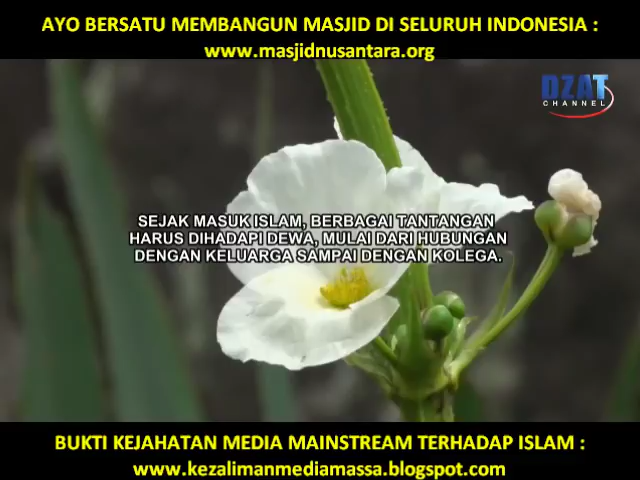 AYO BERSATU MEMBANGUN MASJID DI SELURUH INDONESIA :
www.masjidnusantara.org
DZAT
CHANNEL
SEJAK MASUK ISLAM, BERBAGAI TANTANGAN
HARUS DIHADAPI DEWA, MULAI DARI HUBUNGAN
DENGAN KELUARGA SAMPAI DENGAN KOLEGA.
BUKTI KEJAHATAN MEDIA MAINSTREAM TERHADAP ISLAM :
www.kezalimanmediamassa.blogspot.com